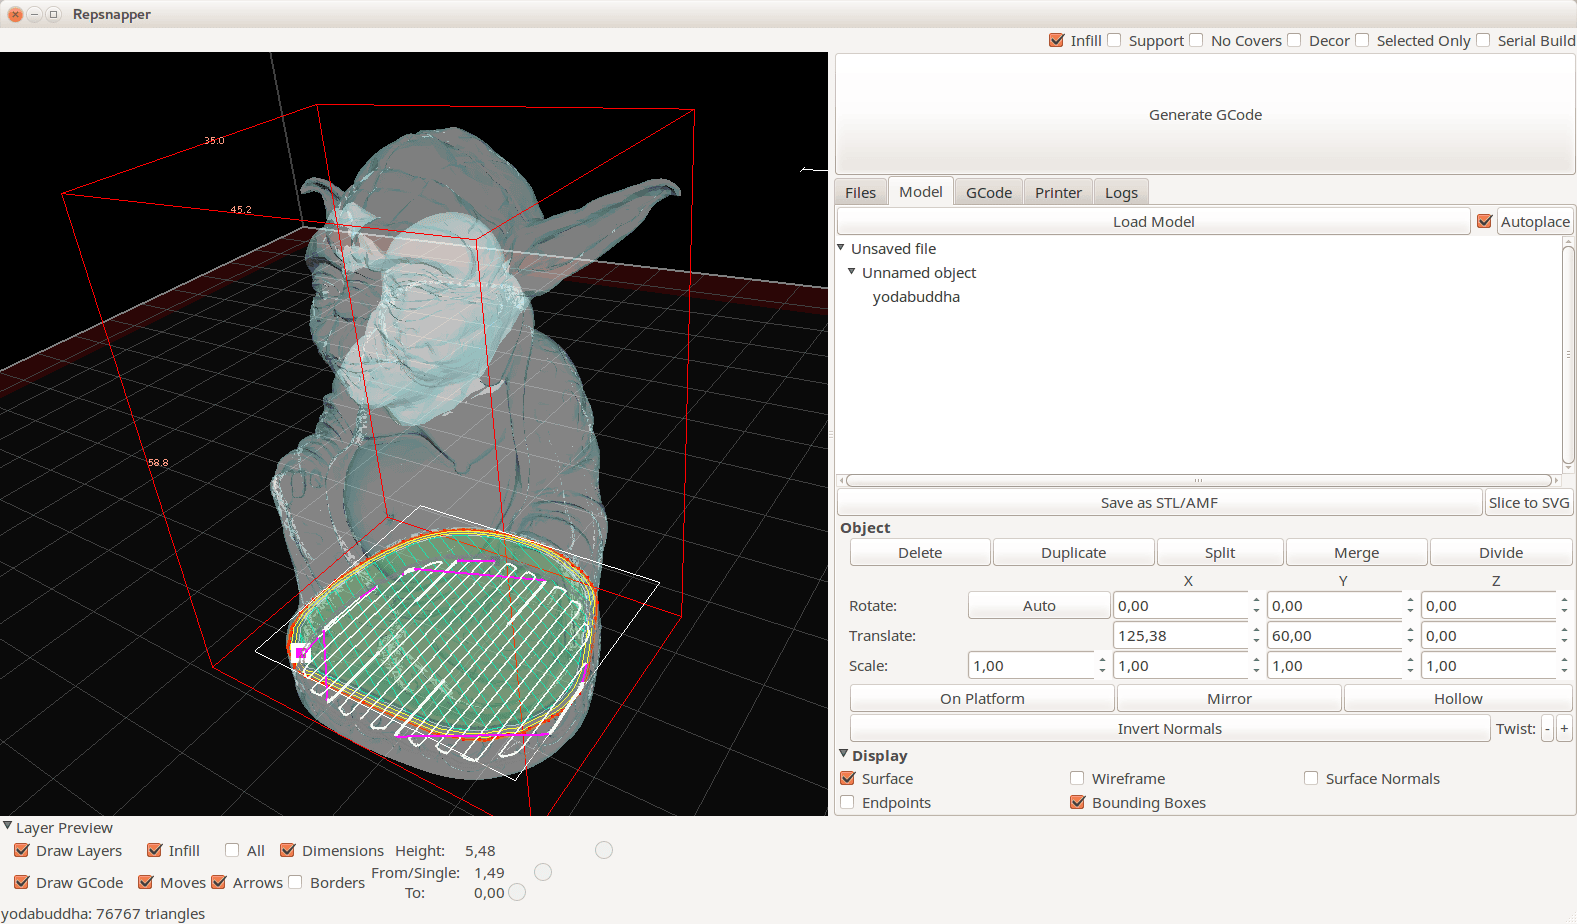 Repsnapper
Infill Support No Covers Decor Selected Only Serial Build
Generate GCode
Files Model GCode Printer Logs
Load Model Autoplace
Unsaved file
Unnamed object
yodabuddha
Save as STL/AMF Slice to SVG
Object
Delete Duplicate Split Merge Divide
X Y Z
Rotate: Auto 0,00 0,00 0,00
Translate: 125,38 60,00 0,00
Scale: 1,00 1,00 1,00 1,00
On Platform Mirror Hollow
Invert Normals Twist: - +
Display
Surface Wireframe Surface Normals
Endpoints Bounding Boxes
35.0
45.2
58.8
Layer Preview
Draw Layers Infill All Dimensions Height: 5,48
Draw GCode Moves Arrows Borders From/Single: 1,49
To: 0,00
yodabuddha: 76767 triangles